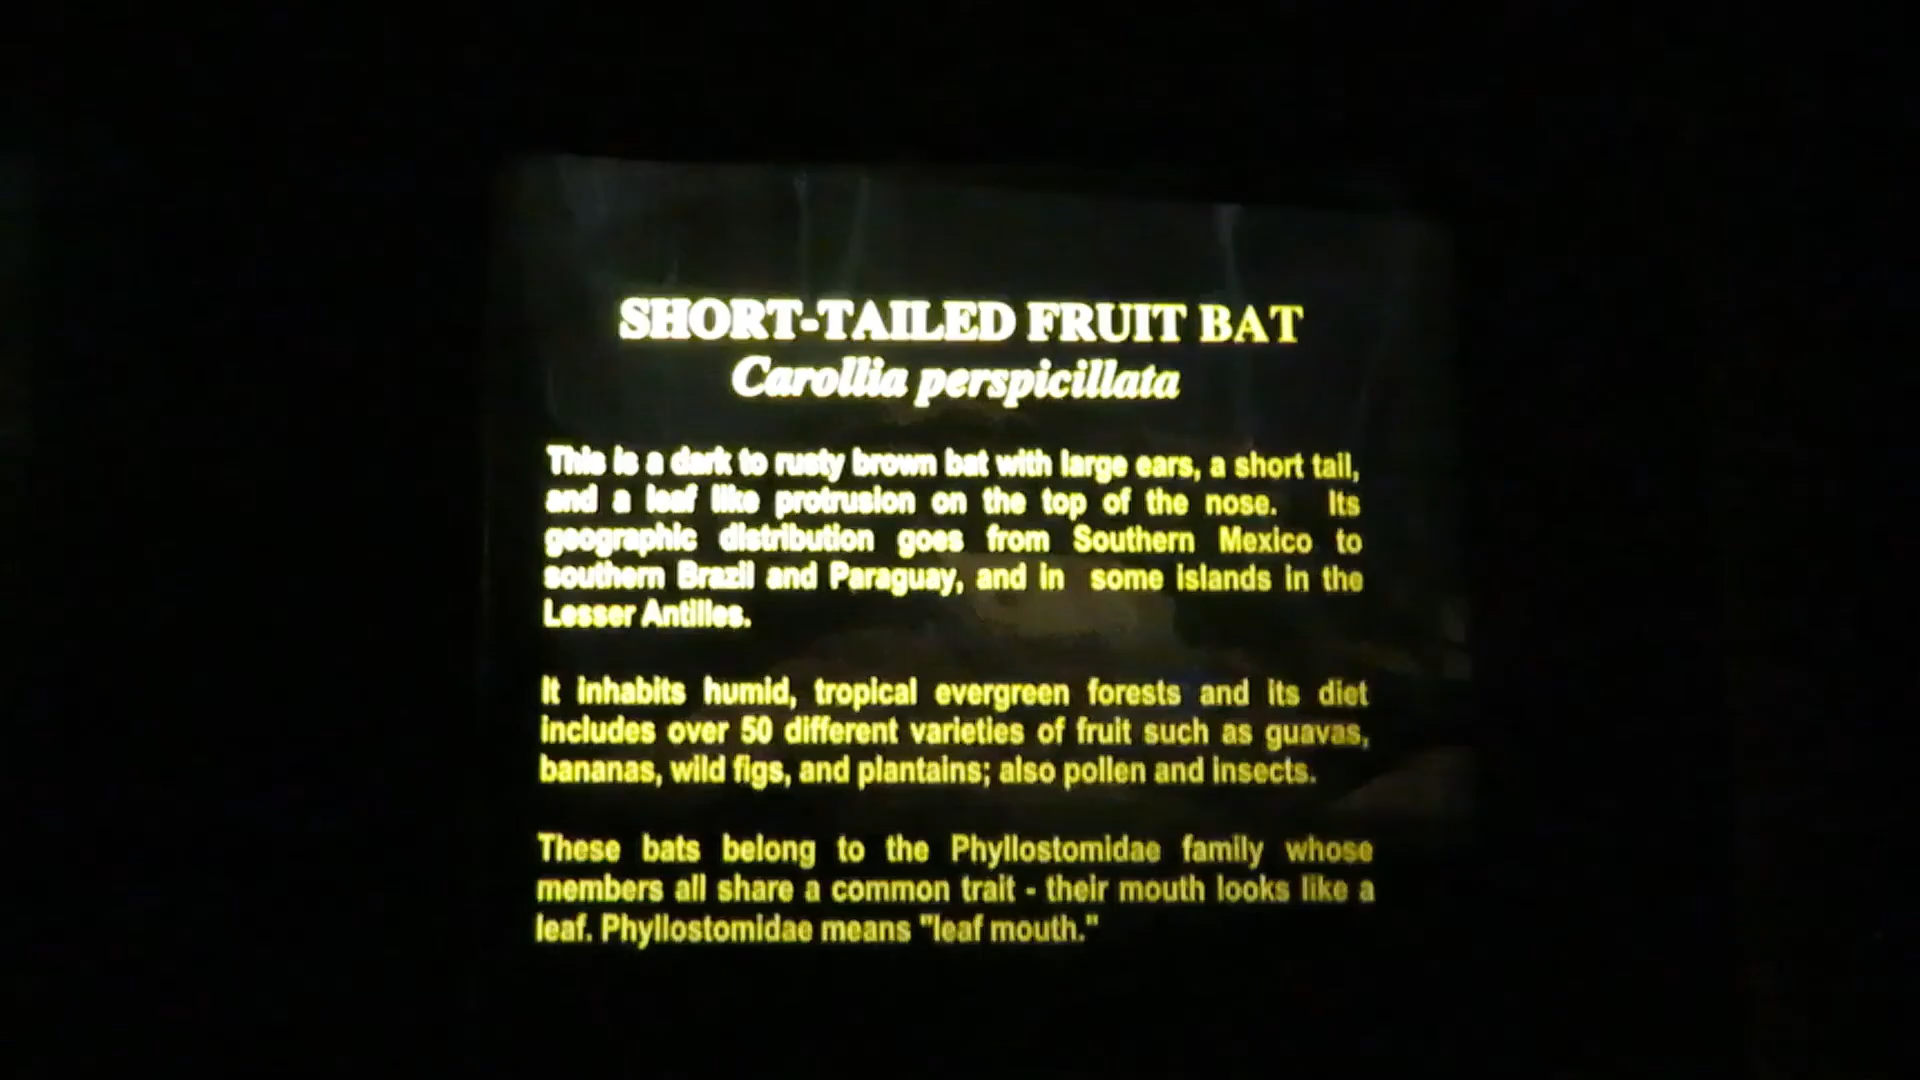 SHORT-TAILED FRUIT BAT
Carollia perspicillata
This is a dark to rusty brown bat with large ears, a short tail,
and a leaf like protrusion on the top of the nose. Its
geographic distribution goes from Southern Mexico to
southern Brazil and Paraguay, and in some islands in the
Lesser Antilles.
It inhabits humid, tropical evergreen forests and its diet
includes over 50 different varieties of fruit such as guavas,
bananas, wild figs, and plantains; also pollen and insects.
These bats belong to the Phyllostomidae family whose
members all share a common trait - their mouth looks like a
leaf. Phyllostomidae means "leaf mouth."